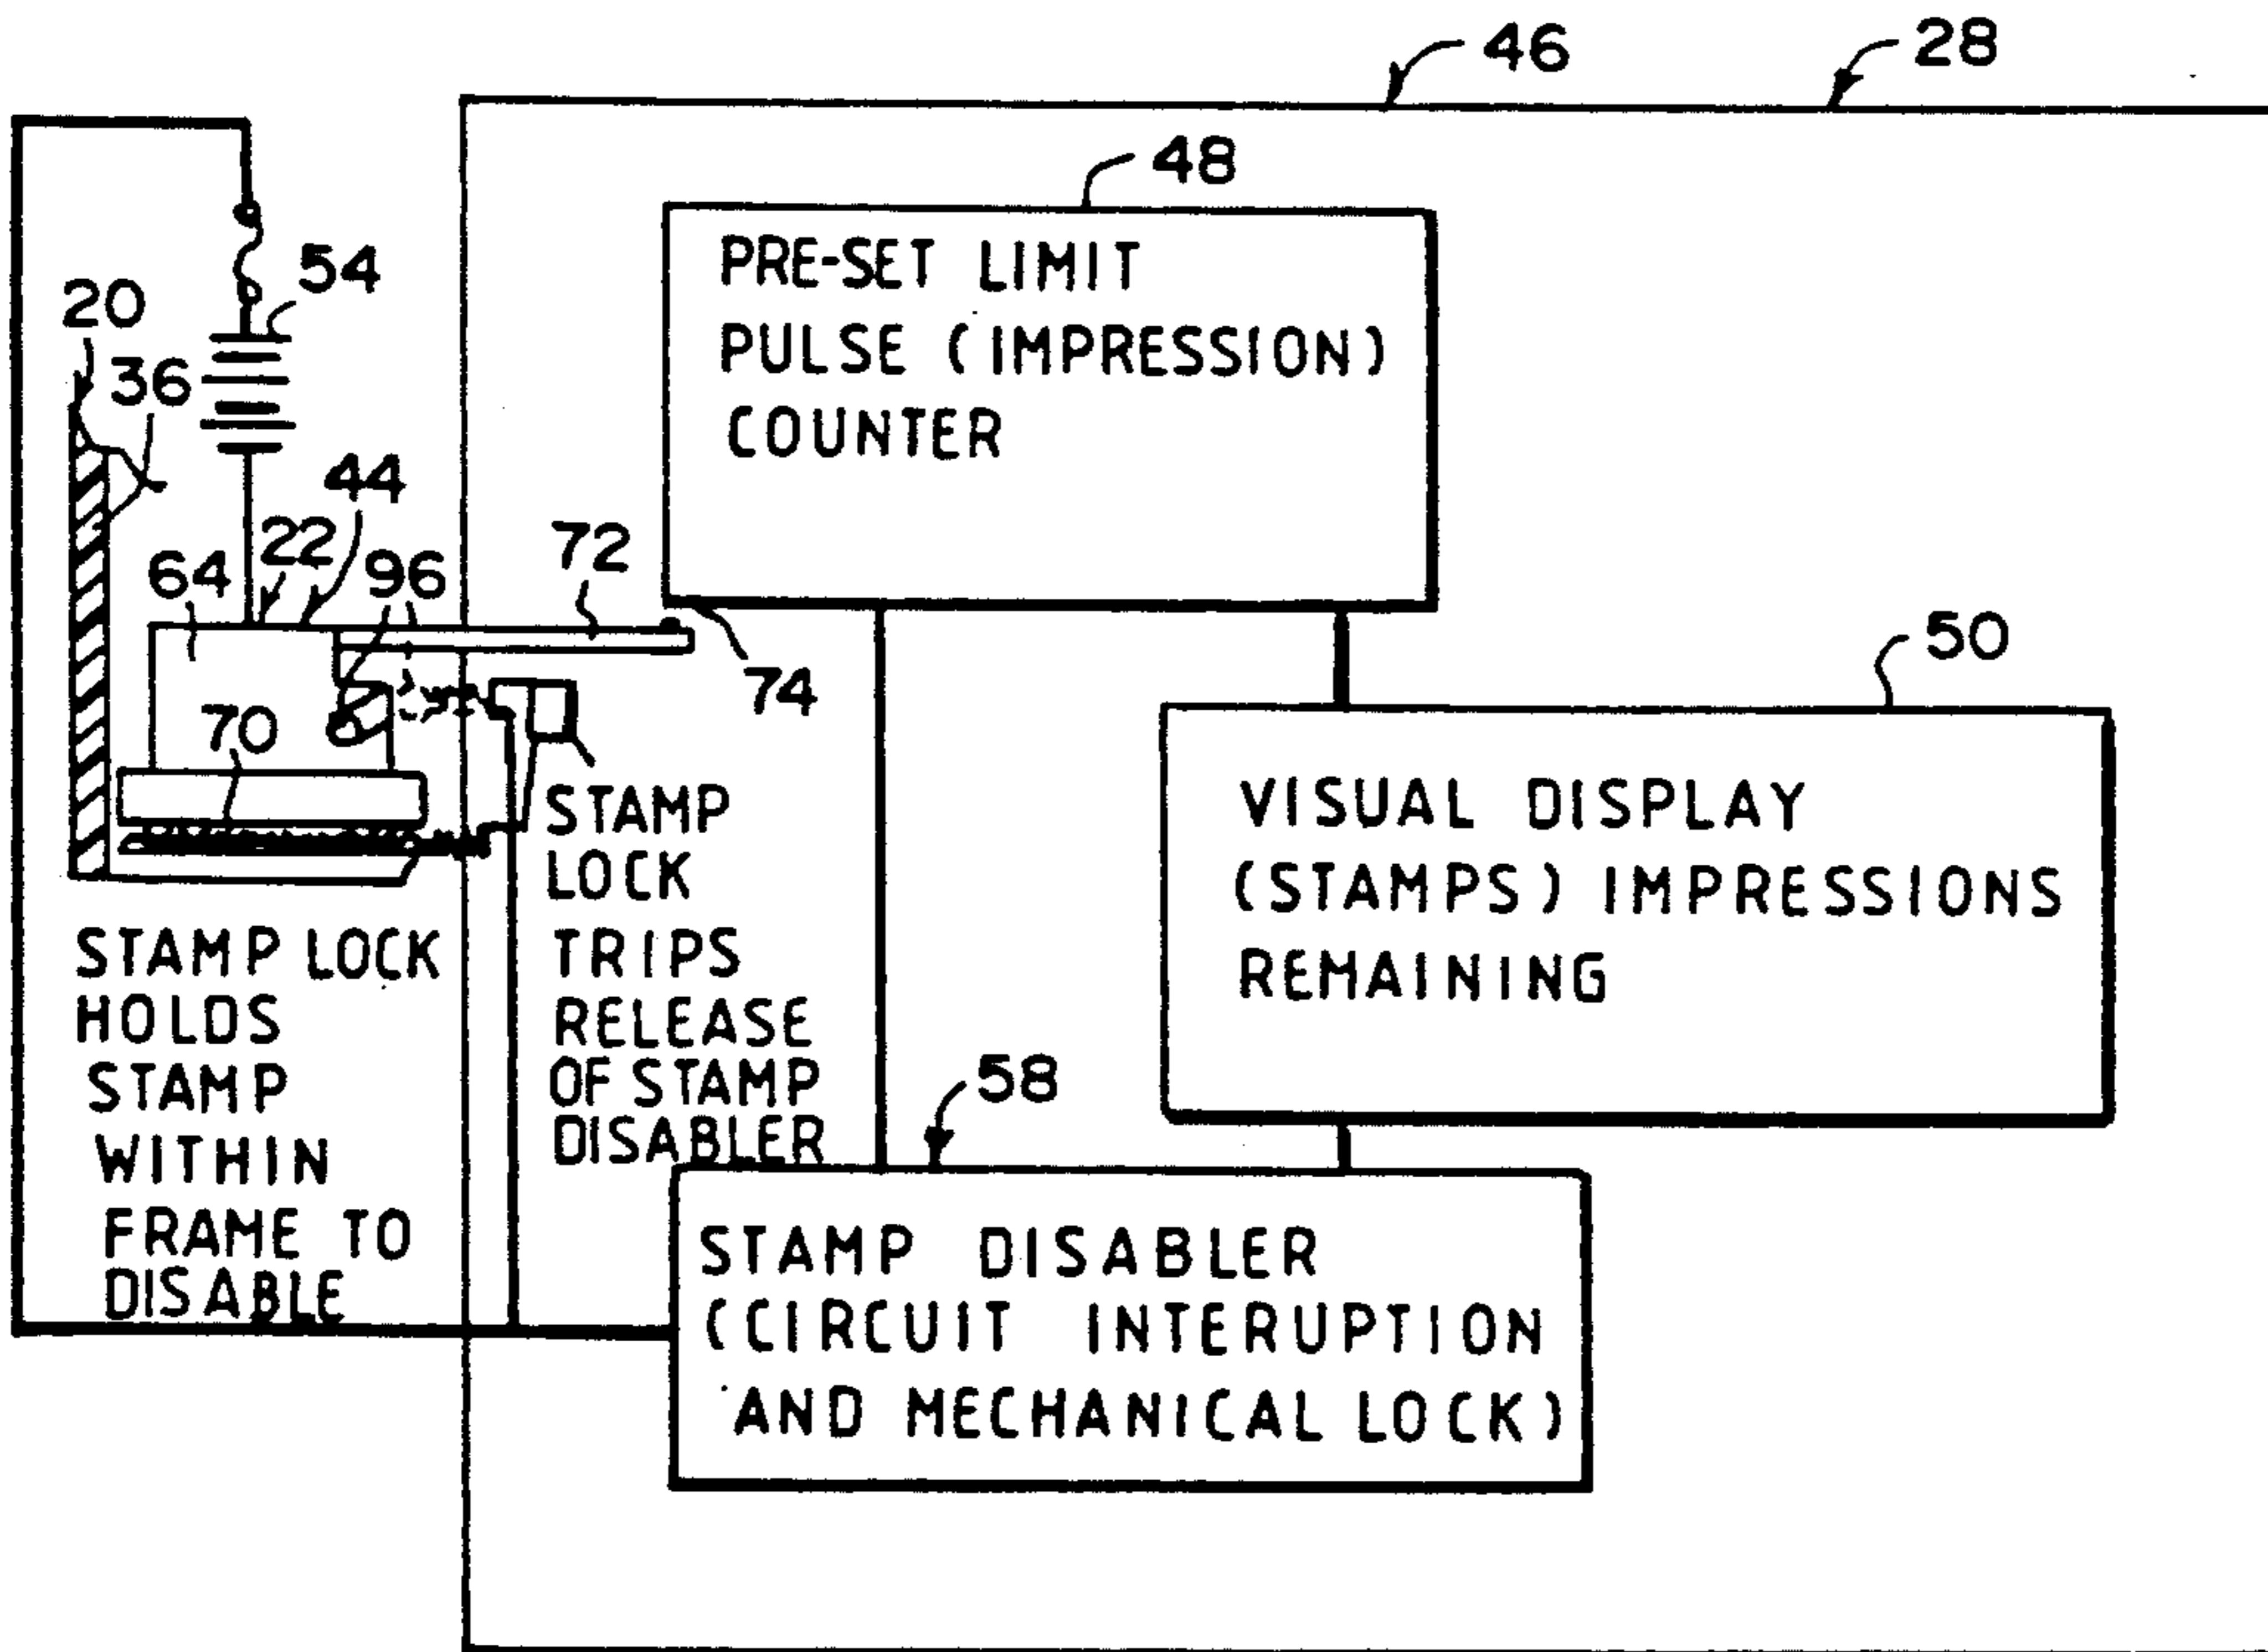 46
28
48
PRE-SET LIMIT
PULSE (IMPRESSION)
COUNTER
54
20
36
44
22
64
96
72
74
70
50
VISUAL DISPLAY
(STAMPS) IMPRESSIONS
REMAINING
STAMP
LOCK
TRIPS
RELEASE
OF STAMP
DISABLER
STAMP LOCK
HOLDS
STAMP
WITHIN
FRAME TO
DISABLE
58
STAMP DISABLER
(CIRCUIT INTERUPTION
AND MECHANICAL LOCK)